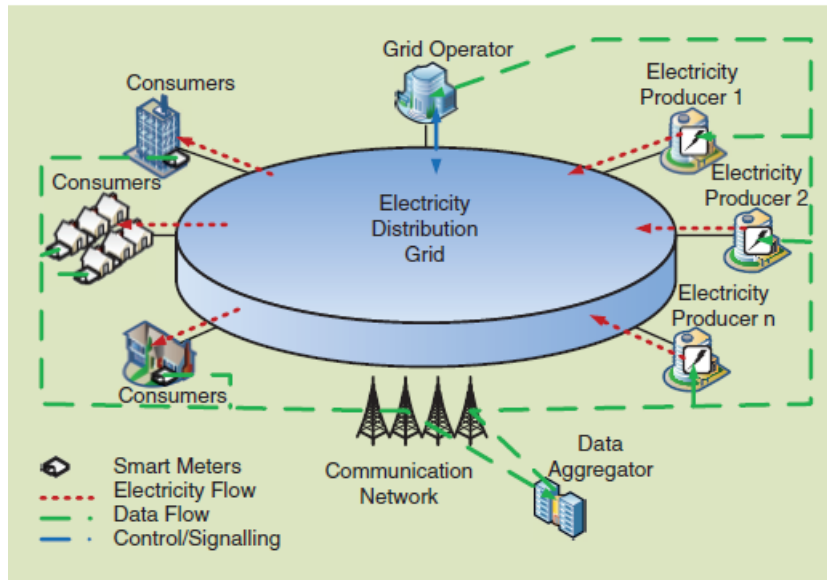 Grid Operator
Consumers
Electricity
Producer 1
Consumers
Electricity
Producer 2
Electricity
Distribution
Grid
Electricity
Producer n
Consumers
Communication
Network
Data
Aggregator
Smart Meters
Electricity Flow
Data Flow
Control/Signalling